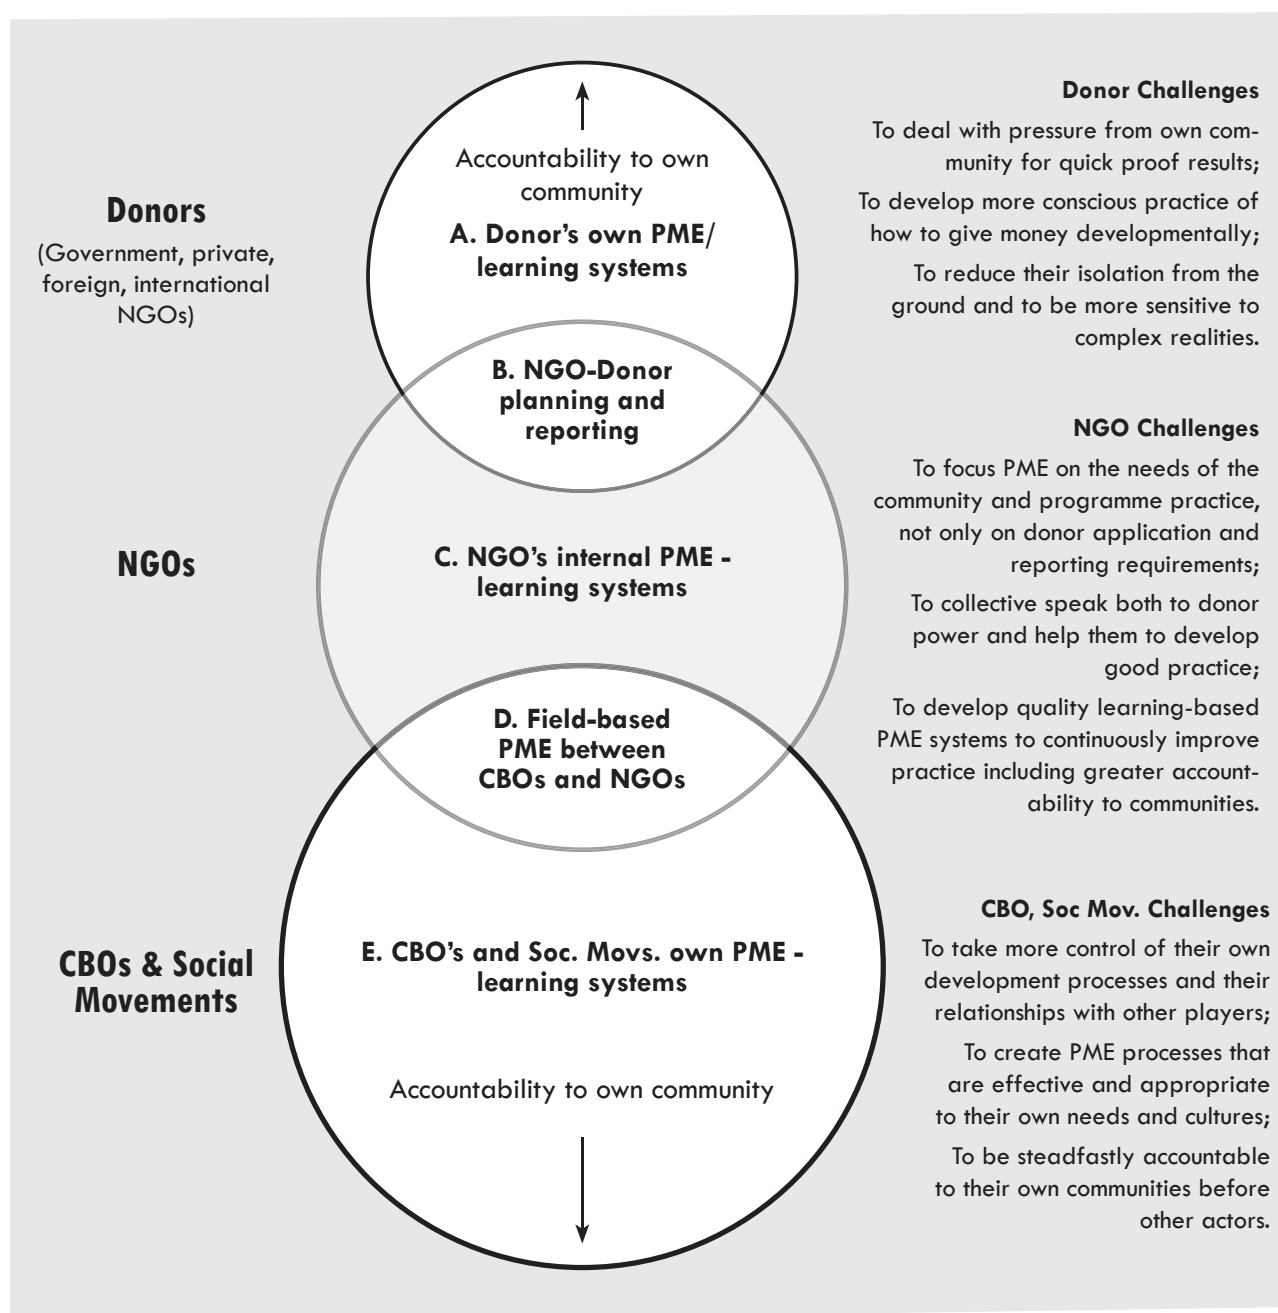 Donors
(Government, private,
foreign, international
NGOs)
Accountability to own
community
A. Donor’s own PME/
learning systems
B. NGO-Donor
planning and
reporting
Donor Challenges
To deal with pressure from own com-
munity for quick proof results;
To develop more conscious practice of
how to give money developmentally;
To reduce their isolation from the
ground and to be more sensitive to
complex realities.
NGOs
C. NGO’s internal PME -
learning systems
D. Field-based
PME between
CBOs and NGOs
NGO Challenges
To focus PME on the needs of the
community and programme practice,
not only on donor application and
reporting requirements;
To collective speak both to donor
power and help them to develop
good practice;
To develop quality learning-based
PME systems to continuously improve
practice including greater account-
ability to communities.
CBOs & Social
Movements
E. CBO’s and Soc. Movs. own PME -
learning systems
Accountability to own community
CBO, Soc Mov. Challenges
To take more control of their own
development processes and their
relationships with other players;
To create PME processes that
are effective and appropriate
to their own needs and cultures;
To be steadfastly accountable
to their own communities before
other actors.